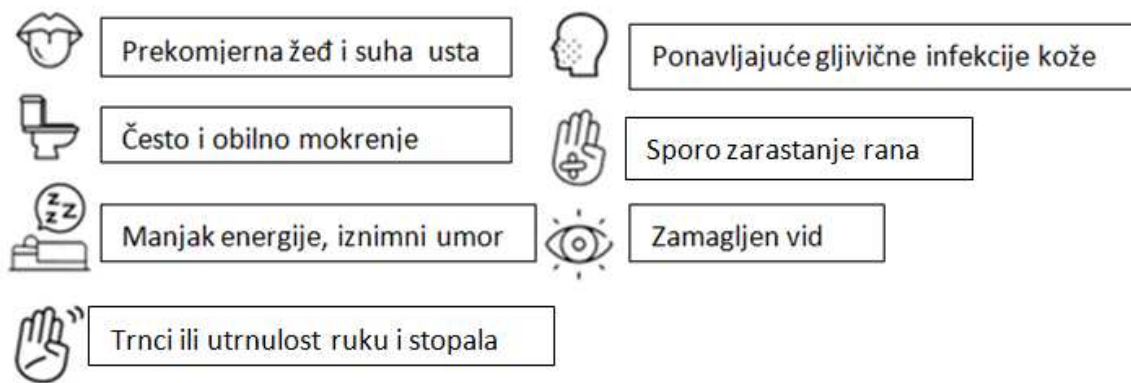 Prekomjerna žeđ i suha usta
Često i obilno mokrenje
Manjak energije, iznimni umor
Trnci ili utrnulost ruku i stopala
Ponavljajuće gljivične infekcije kože
Sporo zarastanje rana
Zamagljen vid
z z z z